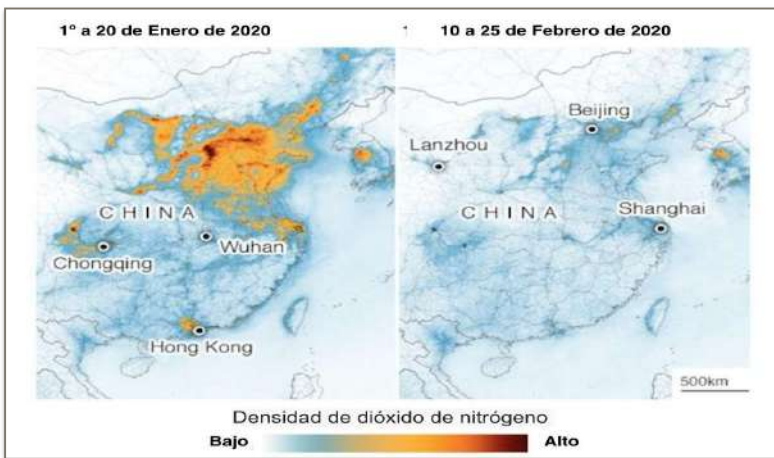 1º a 20 de Enero de 2020
10 a 25 de Febrero de 2020
CHINA
Chongqing
Wuhan
Hong Kong
Beijing
Lanzhou
CHINA
Shanghai
500km
Densidad de dióxido de nitrógeno
Bajo Alto